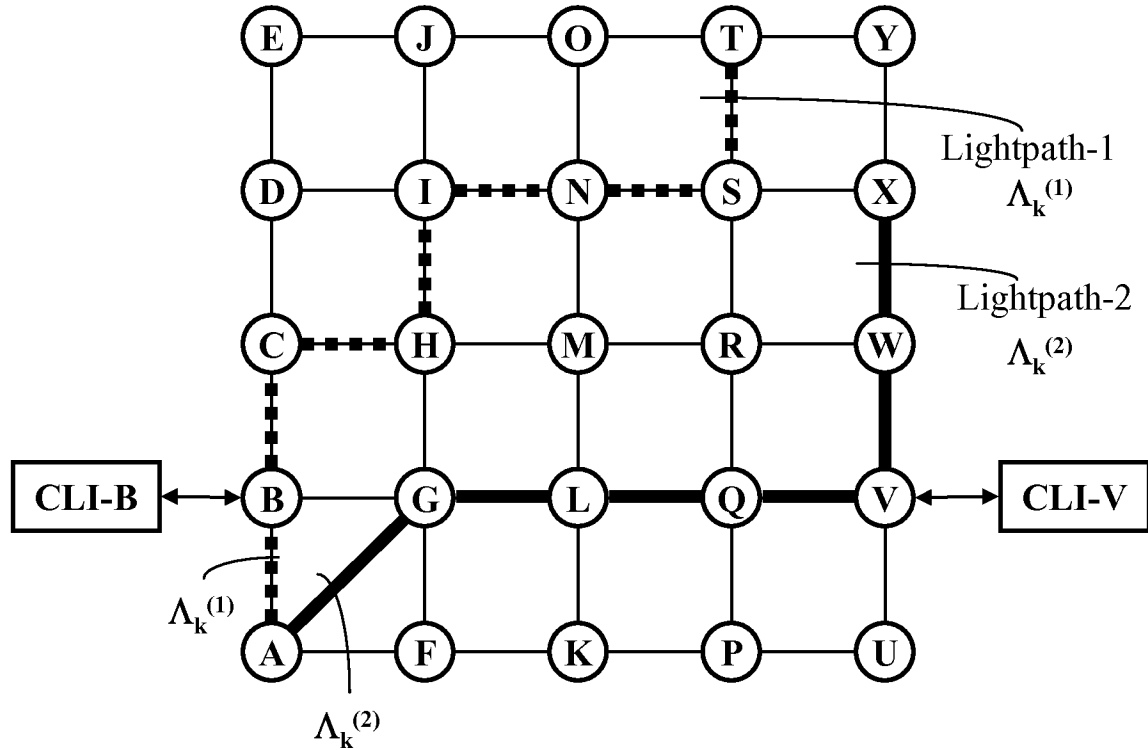 E J O T Y
Lightpath-1
Λk(1)
D I N S X
Lightpath-2
Λk(2)
C H M R W
CLI-B B G L Q V CLI-V
Λk(1)
A F K P U
Λk(2)